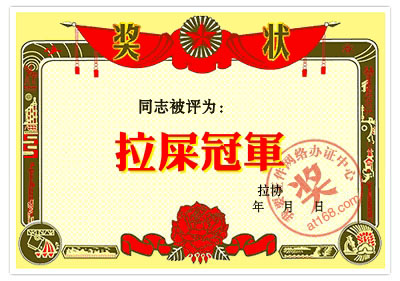 奖 状
同志被评为：
拉屎冠軍
拉协
年 月 日
奖
at168.com